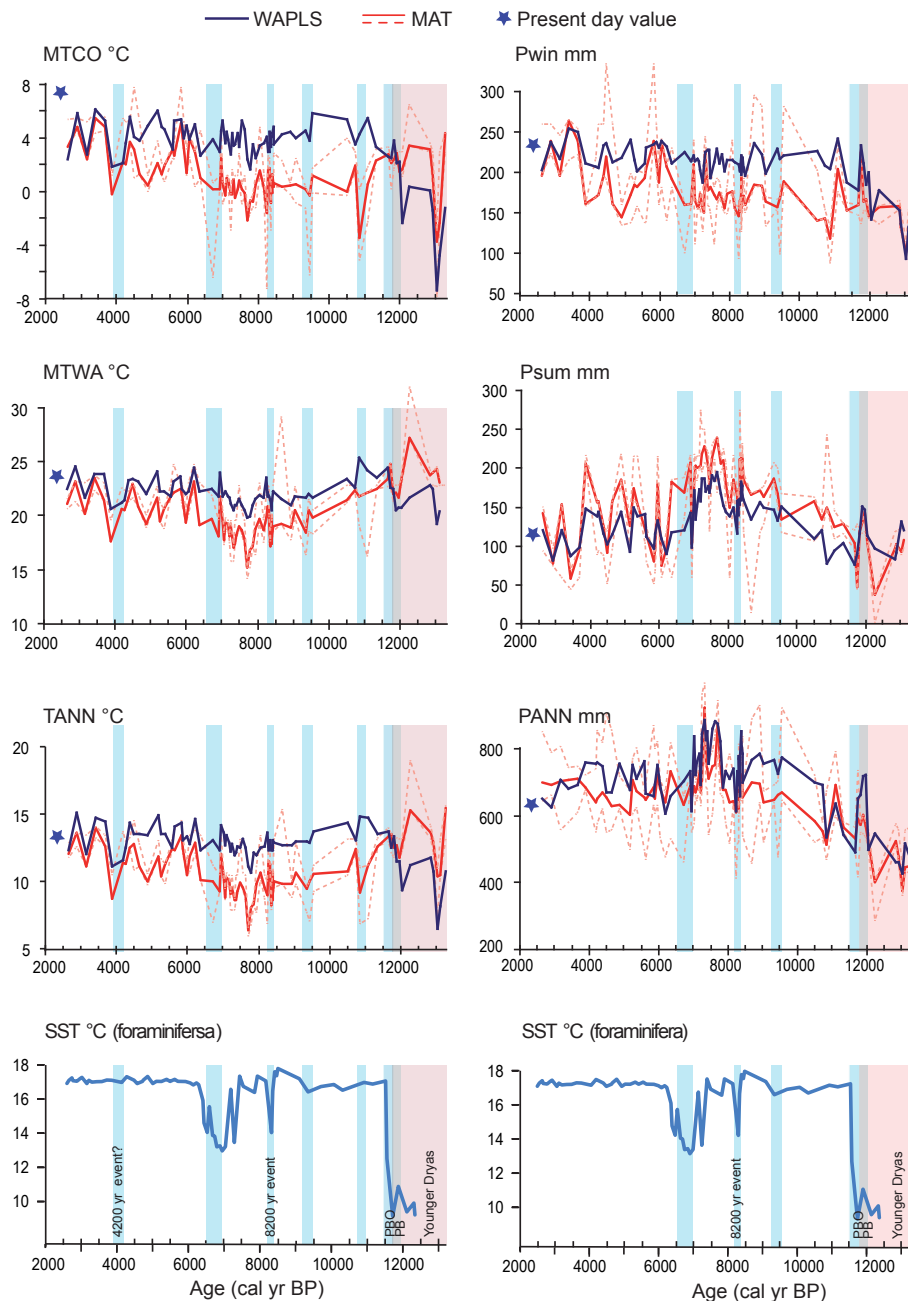 WAPLS MAT Present day value
MTCO °C Pwin mm
8
4
0
-4
-8
2000 4000 6000 8000 10000 12000
300
250
200
150
100
50
2000 4000 6000 8000 10000 12000
MTWA °C Psum mm
30
25
20
15
10
2000 4000 6000 8000 10000 12000
300
200
150
100
50
0
2000 4000 6000 8000 10000 12000
TANN °C PANN mm
20
15
10
5
2000 4000 6000 8000 10000 12000
800
600
400
200
2000 4000 6000 8000 10000 12000
SST °C (foraminifersa) SST °C (foraminifera)
18
16
14
12
10
4200 yr event?
8200 yr event
PBO
PB
Younger Dryas
2000 4000 6000 8000 10000 12000
Age (cal yr BP)
18
16
14
12
10
8200 yr event
PBO
PB
Younger Dryas
2000 4000 6000 8000 10000 12000
Age (cal yr BP)